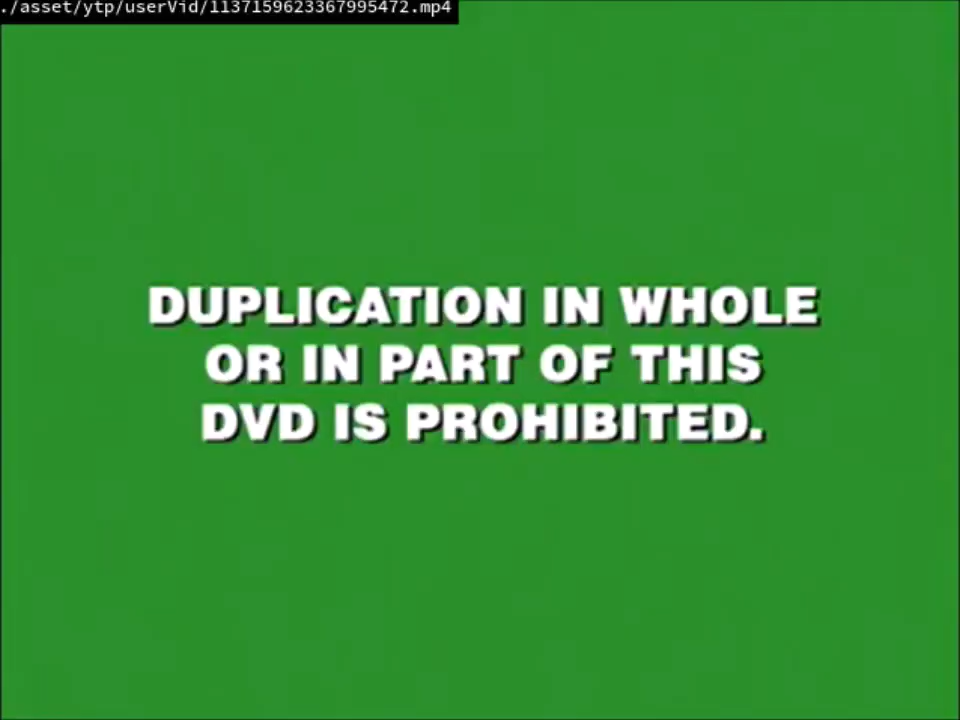 ./asset/ytp/userVid/1137159623367995472.mp4
DUPLICATION IN WHOLE
OR IN PART OF THIS
DVD IS PROHIBITED.